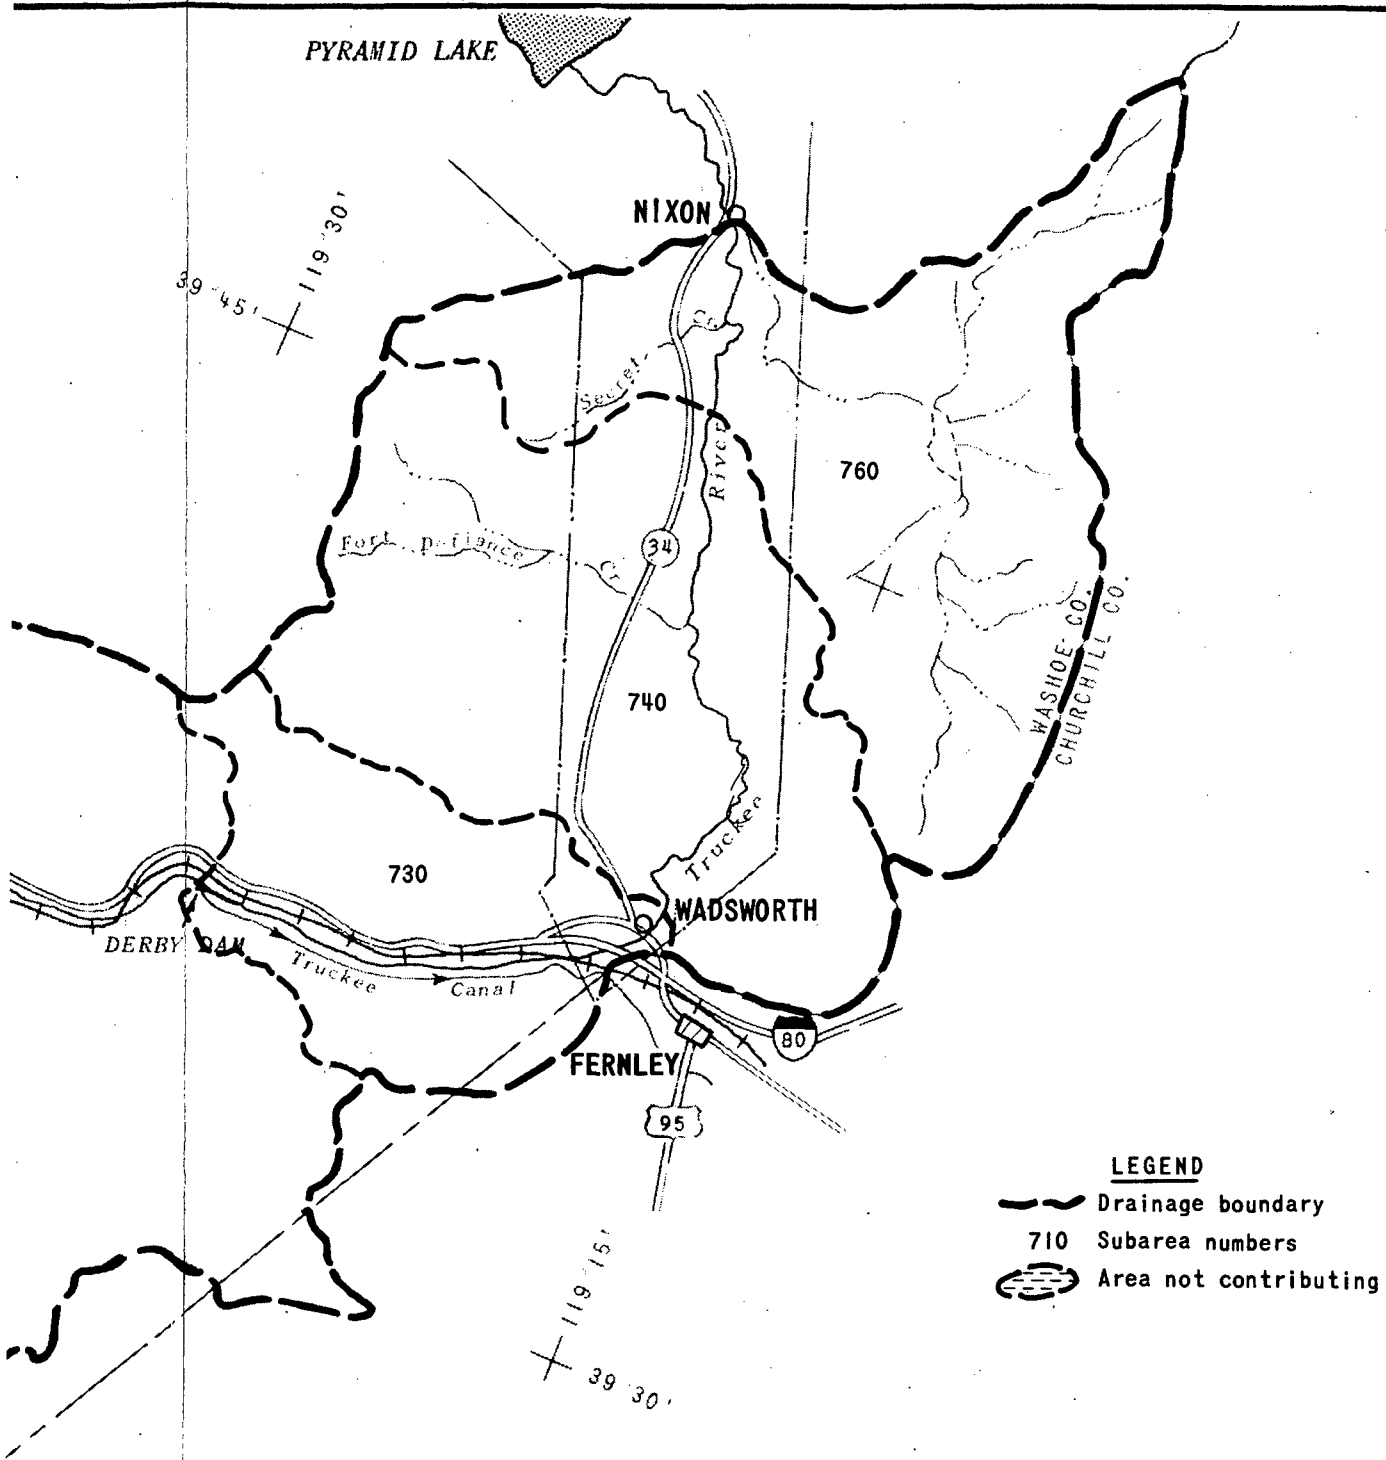 PYRAMID LAKE
NIXON
119°30'
39°45'
Secret Cr.
River
760
Fort Defiance Cr.
34
WASHOE CO.
CHURCHILL CO.
740
Truckee
730
WADSWORTH
DERBY DAM
Truckee Canal
80
FERNLEY
95
LEGEND
Drainage boundary
710 Subarea numbers
Area not contributing
119°15'
39°30'